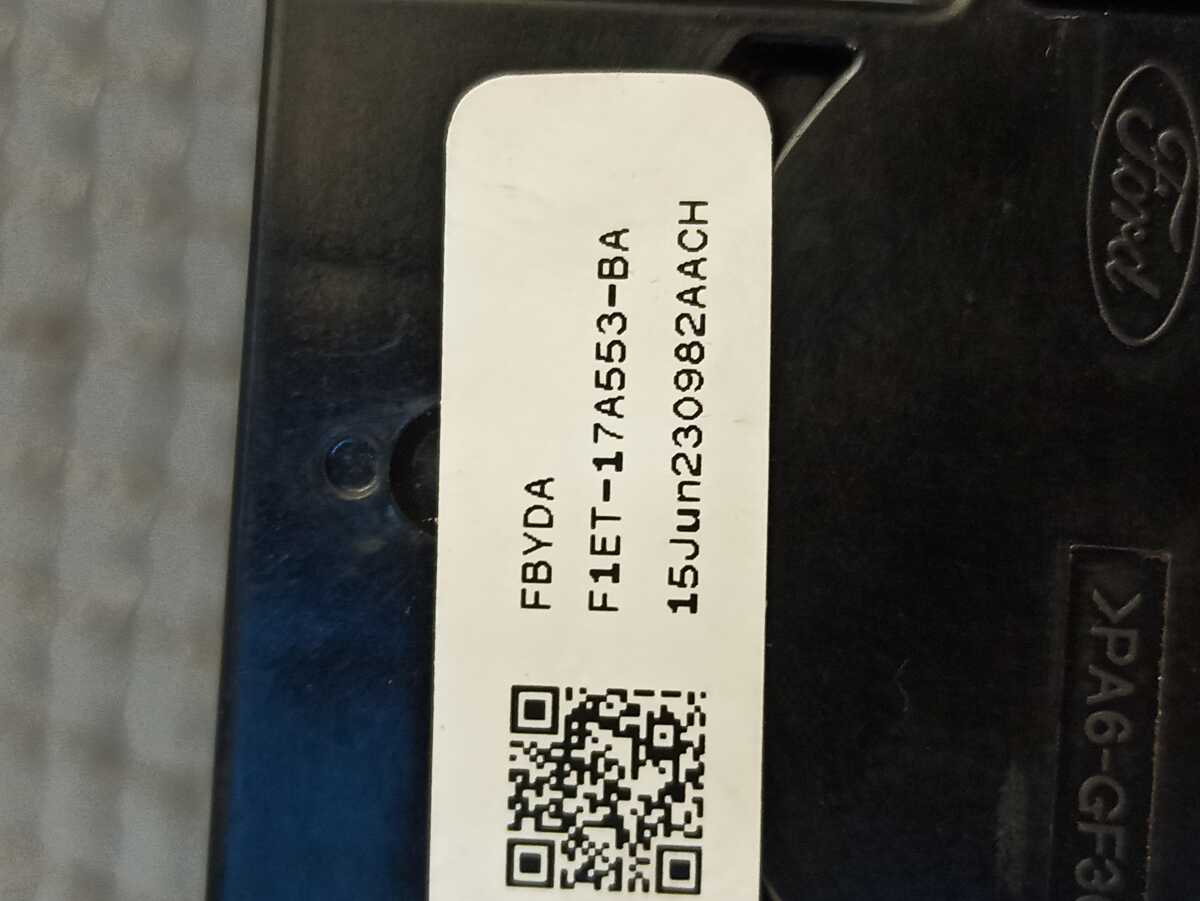 FBYDA
F1ET-17A553-BA
15Jun230982AACH
Ford
>PA6-GF3